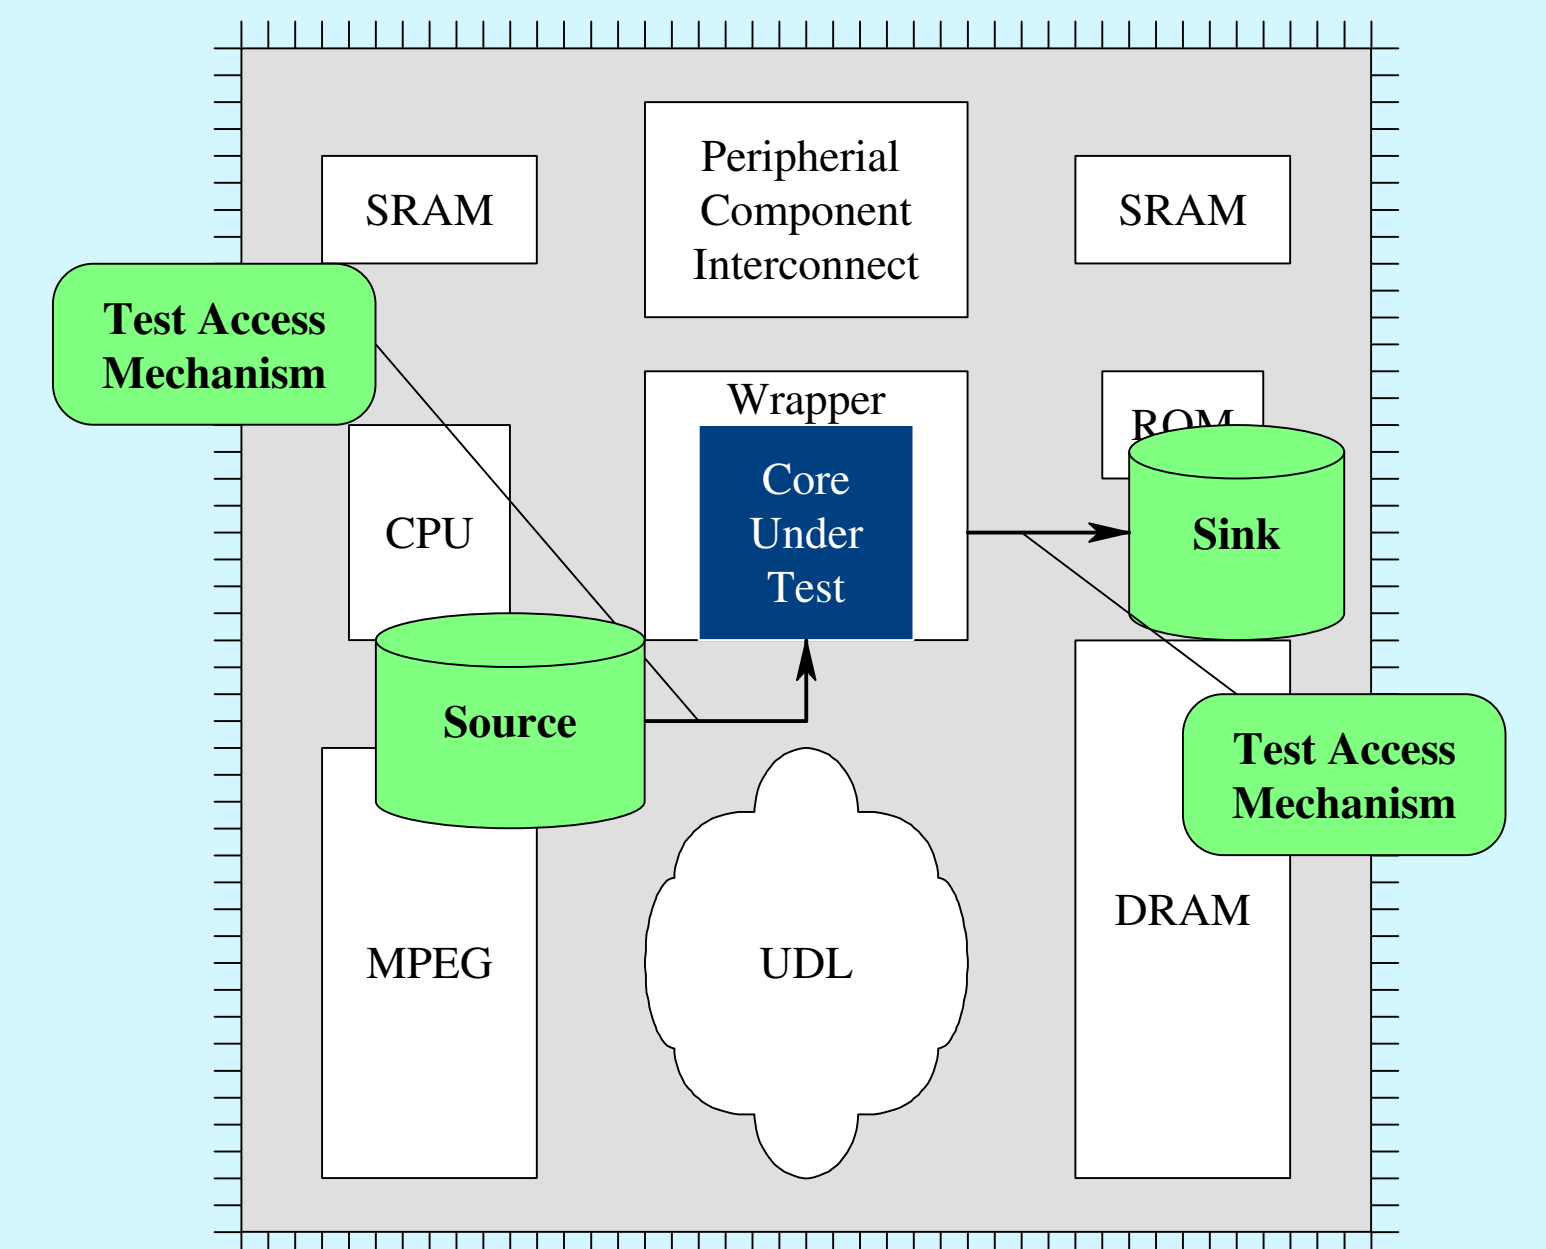 SRAM
Peripherial
Component
Interconnect
SRAM
Test Access
Mechanism
Wrapper
ROM
CPU
Core
Under
Test
Sink
Source
Test Access
Mechanism
MPEG
UDL
DRAM